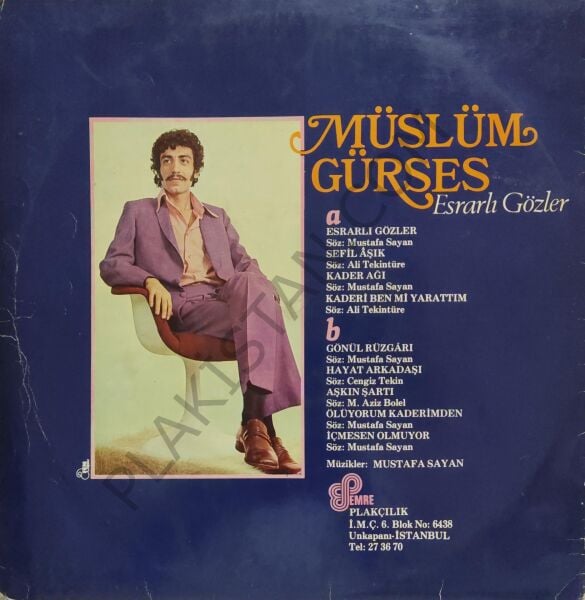 MÜSLÜM
GÜRSES
Esrarlı Gözler
a
ESRARLI GÖZLER
Söz: Mustafa Sayan
SEFİL ÂŞIK
Söz: Ali Tekintüre
KADER AĞI
Söz: Mustafa Sayan
KADERİ BEN Mİ YARATTIM
Söz: Ali Tekintüre
b
GÖNÜL RÜZGÂRI
Söz: Mustafa Sayan
HAYAT ARKADAŞI
Söz: Cengiz Tekin
AŞKIN ŞARTI
Söz: M. Aziz Bolel
ÖLÜYORUM KADERİMDEN
Söz: Mustafa Sayan
İÇMESEN OLMUYOR
Söz: Mustafa Sayan
Müzikler: MUSTAFA SAYAN
EMRE
PLAKÇILIK
İ.M.Ç. 6. Blok No: 6438
Unkapanı-İSTANBUL
Tel: 27 36 70
PLAKISTAN.COM